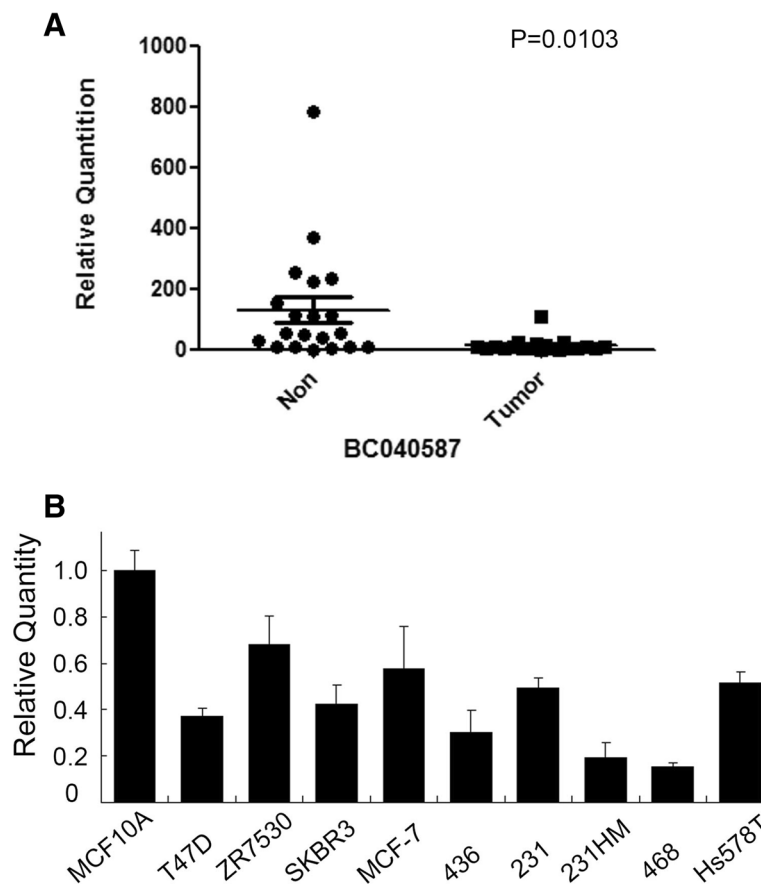 A
P=0.0103
Relative Quantition
1000
800
600
400
200
0
Non
Tumor
BC040587
B
Relative Quantity
1.0
0.8
0.6
0.4
0.2
0
MCF10A
T47D
ZR7530
SKBR3
MCF-7
436
231
231HM
468
Hs578T